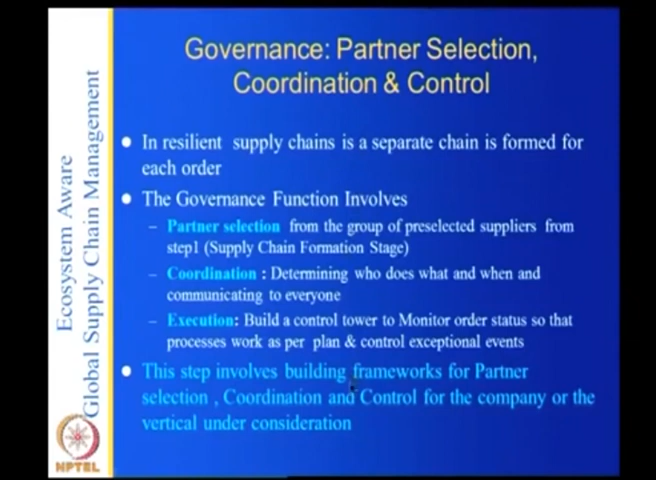 Governance: Partner Selection,
Coordination & Control
In resilient supply chains is a separate chain is formed for
each order
The Governance Function Involves
– Partner selection from the group of preselected suppliers from
step1 (Supply Chain Formation Stage)
– Coordination : Determining who does what and when and
communicating to everyone
– Execution: Build a control tower to Monitor order status so that
processes work as per plan & control exceptional events
This step involves building frameworks for Partner
selection , Coordination and Control for the company or the
vertical under consideration
Ecosystem Aware
Global Supply Chain Management
NPTEL